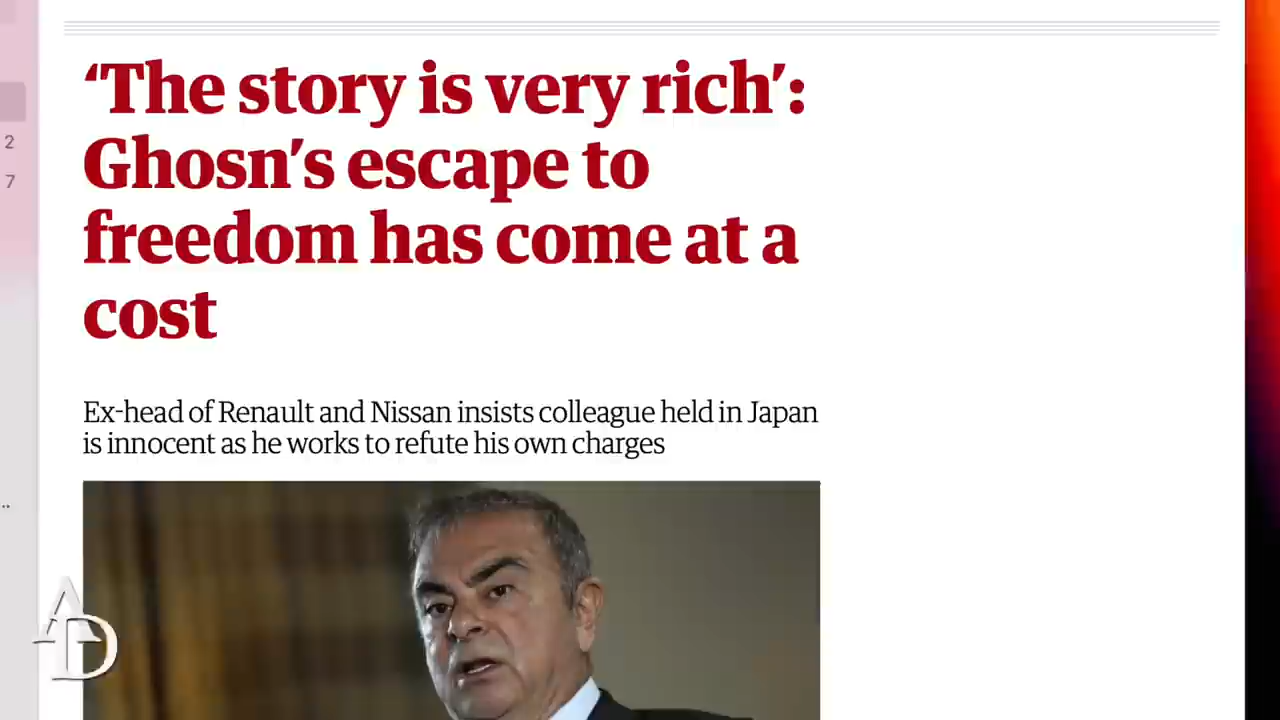 ‘The story is very rich’:
Ghosn’s escape to
freedom has come at a
cost
Ex-head of Renault and Nissan insists colleague held in Japan
is innocent as he works to refute his own charges
2
7
..
AD